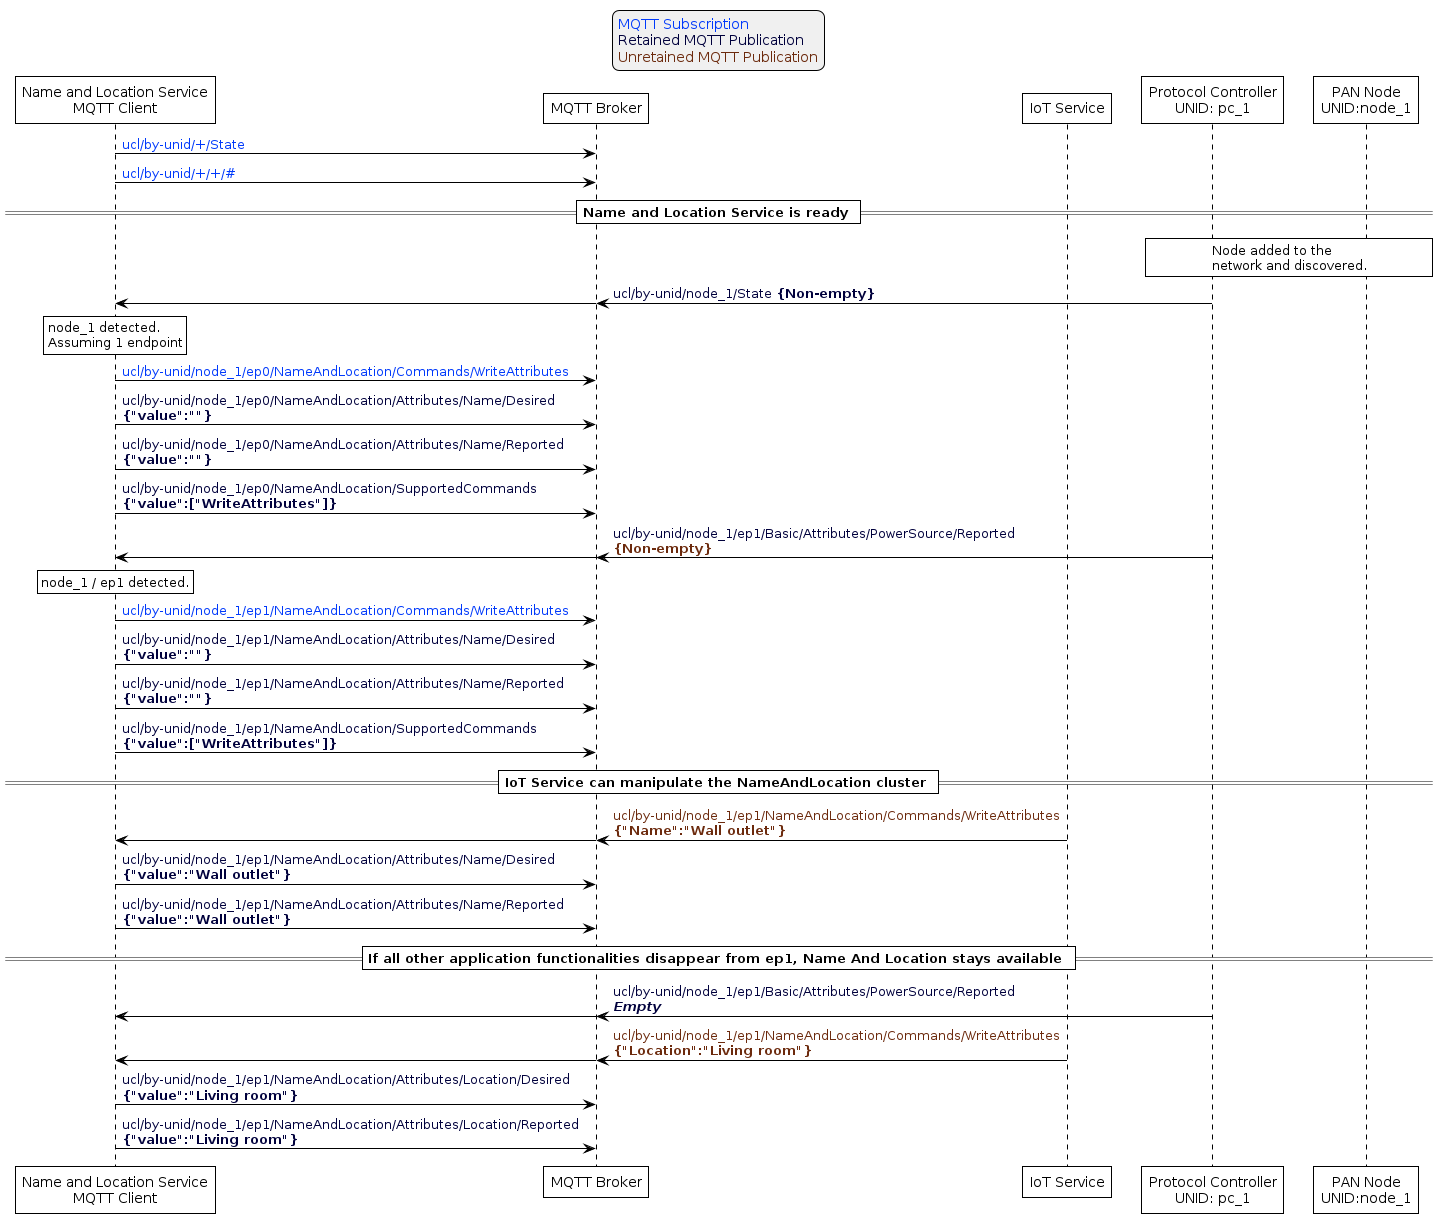 MQTT Subscription
Retained MQTT Publication
Unretained MQTT Publication
Name and Location Service
MQTT Client
MQTT Broker
IoT Service
Protocol Controller
UNID: pc_1
PAN Node
UNID:node_1
ucl/by-unid/+/State
ucl/by-unid/+/+/#
Name and Location Service is ready
Node added to the
network and discovered.
ucl/by-unid/node_1/State {Non-empty}
node_1 detected.
Assuming 1 endpoint
ucl/by-unid/node_1/ep0/NameAndLocation/Commands/WriteAttributes
ucl/by-unid/node_1/ep0/NameAndLocation/Attributes/Name/Desired
{"value":""}
ucl/by-unid/node_1/ep0/NameAndLocation/Attributes/Name/Reported
{"value":""}
ucl/by-unid/node_1/ep0/NameAndLocation/SupportedCommands
{"value":["WriteAttributes"]}
ucl/by-unid/node_1/ep1/Basic/Attributes/PowerSource/Reported
{Non-empty}
node_1 / ep1 detected.
ucl/by-unid/node_1/ep1/NameAndLocation/Commands/WriteAttributes
ucl/by-unid/node_1/ep1/NameAndLocation/Attributes/Name/Desired
{"value":""}
ucl/by-unid/node_1/ep1/NameAndLocation/Attributes/Name/Reported
{"value":""}
ucl/by-unid/node_1/ep1/NameAndLocation/SupportedCommands
{"value":["WriteAttributes"]}
IoT Service can manipulate the NameAndLocation cluster
ucl/by-unid/node_1/ep1/NameAndLocation/Commands/WriteAttributes
{"Name":"Wall outlet"}
ucl/by-unid/node_1/ep1/NameAndLocation/Attributes/Name/Desired
{"value":"Wall outlet"}
ucl/by-unid/node_1/ep1/NameAndLocation/Attributes/Name/Reported
{"value":"Wall outlet"}
If all other application functionalities disappear from ep1, Name And Location stays available
ucl/by-unid/node_1/ep1/Basic/Attributes/PowerSource/Reported
Empty
ucl/by-unid/node_1/ep1/NameAndLocation/Commands/WriteAttributes
{"Location":"Living room"}
ucl/by-unid/node_1/ep1/NameAndLocation/Attributes/Location/Desired
{"value":"Living room"}
ucl/by-unid/node_1/ep1/NameAndLocation/Attributes/Location/Reported
{"value":"Living room"}
Name and Location Service
MQTT Client
MQTT Broker
IoT Service
Protocol Controller
UNID: pc_1
PAN Node
UNID:node_1